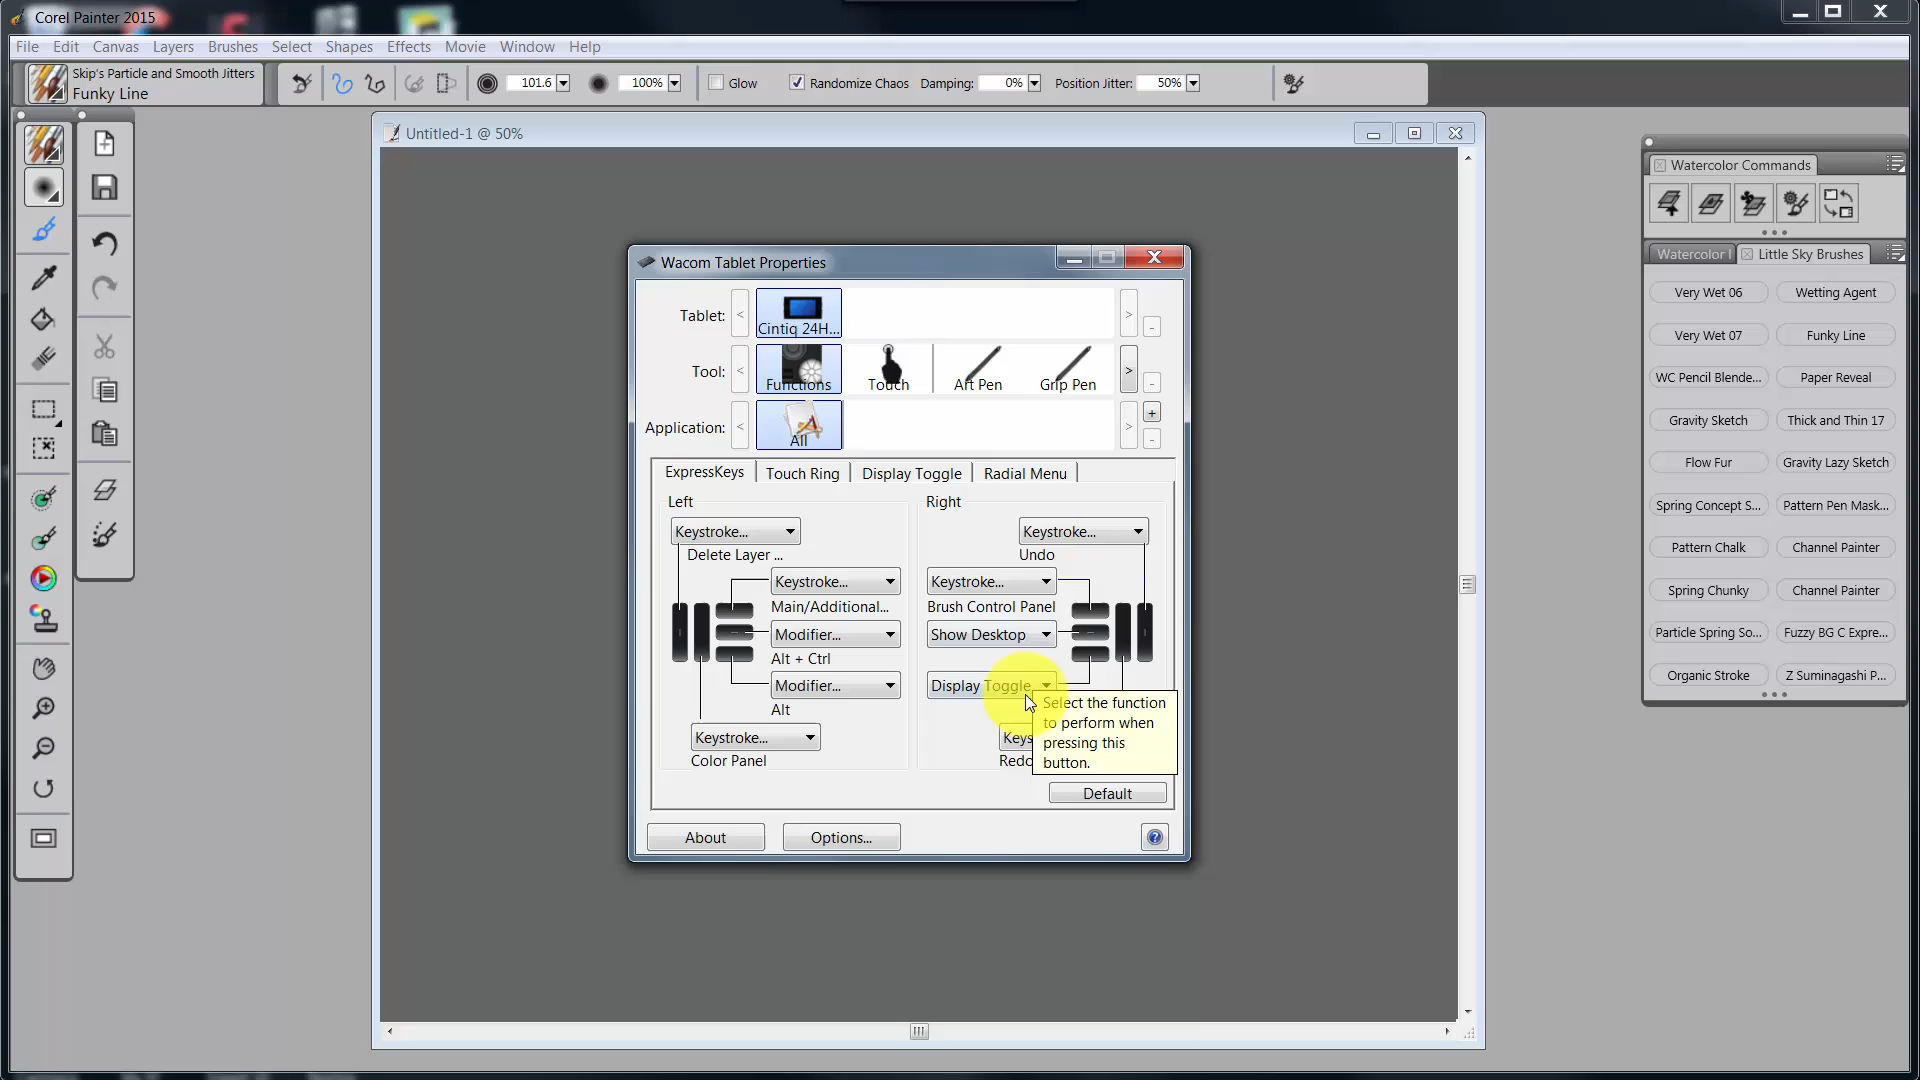 Corel Painter 2015
File Edit Canvas Layers Brushes Select Shapes Effects Movie Window Help
Skip's Particle and Smooth Jitters
Funky Line
101.6 100% Glow Randomize Chaos Damping: 0% Position Jitter: 50%
Untitled-1 @ 50%
Wacom Tablet Properties
Tablet: < Cintiq 24H... > -
Tool: < Functions Touch Art Pen Grip Pen > -
Application: < All > + -
ExpressKeys Touch Ring Display Toggle Radial Menu
Left Right
Keystroke... Keystroke...
Delete Layer ... Undo
Keystroke... Keystroke...
Main/Additional... Brush Control Panel
Modifier... Show Desktop
Alt + Ctrl
Modifier... Display Toggle
Alt
Keystroke... Keys
Color Panel Redo
Select the function
to perform when
pressing this
button.
Default
About Options... ?
Watercolor Commands
Watercolor Little Sky Brushes
Very Wet 06 Wetting Agent
Very Wet 07 Funky Line
WC Pencil Blende... Paper Reveal
Gravity Sketch Thick and Thin 17
Flow Fur Gravity Lazy Sketch
Spring Concept S... Pattern Pen Mask...
Pattern Chalk Channel Painter
Spring Chunky Channel Painter
Particle Spring So... Fuzzy BG C Expre...
Organic Stroke Z Suminagashi P...